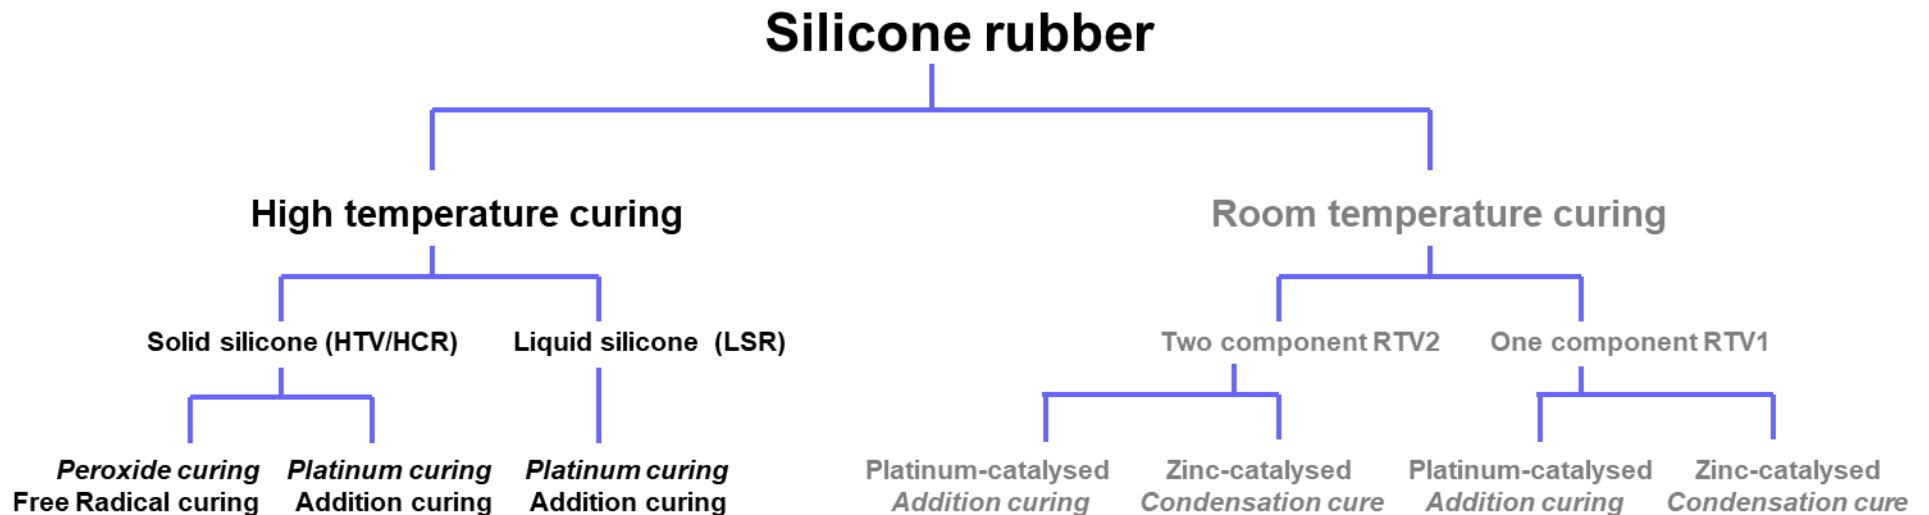 Silicone rubber
High temperature curing
Room temperature curing
Solid silicone (HTV/HCR)
Liquid silicone (LSR)
Two component RTV2
One component RTV1
Peroxide curing
Free Radical curing
Platinum curing
Addition curing
Platinum curing
Addition curing
Platinum-catalysed
Addition curing
Zinc-catalysed
Condensation cure
Platinum-catalysed
Addition curing
Zinc-catalysed
Condensation cure